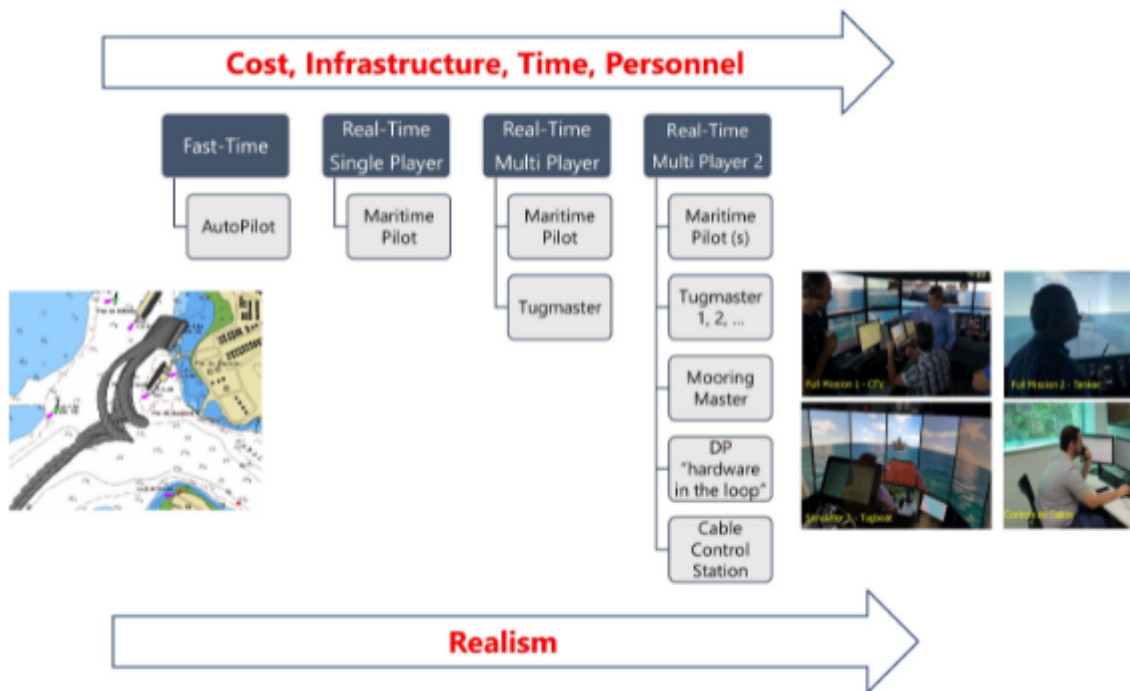 Cost, Infrastructure, Time, Personnel
Fast-Time
AutoPilot
Real-Time
Single Player
Maritime
Pilot
Real-Time
Multi Player
Maritime
Pilot
Tugmaster
Real-Time
Multi Player 2
Maritime
Pilot (s)
Tugmaster
1, 2, ...
Mooring
Master
DP
"hardware
in the loop"
Cable
Control
Station
Full Mission 1 - CTV
Full Mission 2 - Tanker
- Tugboat
Realism